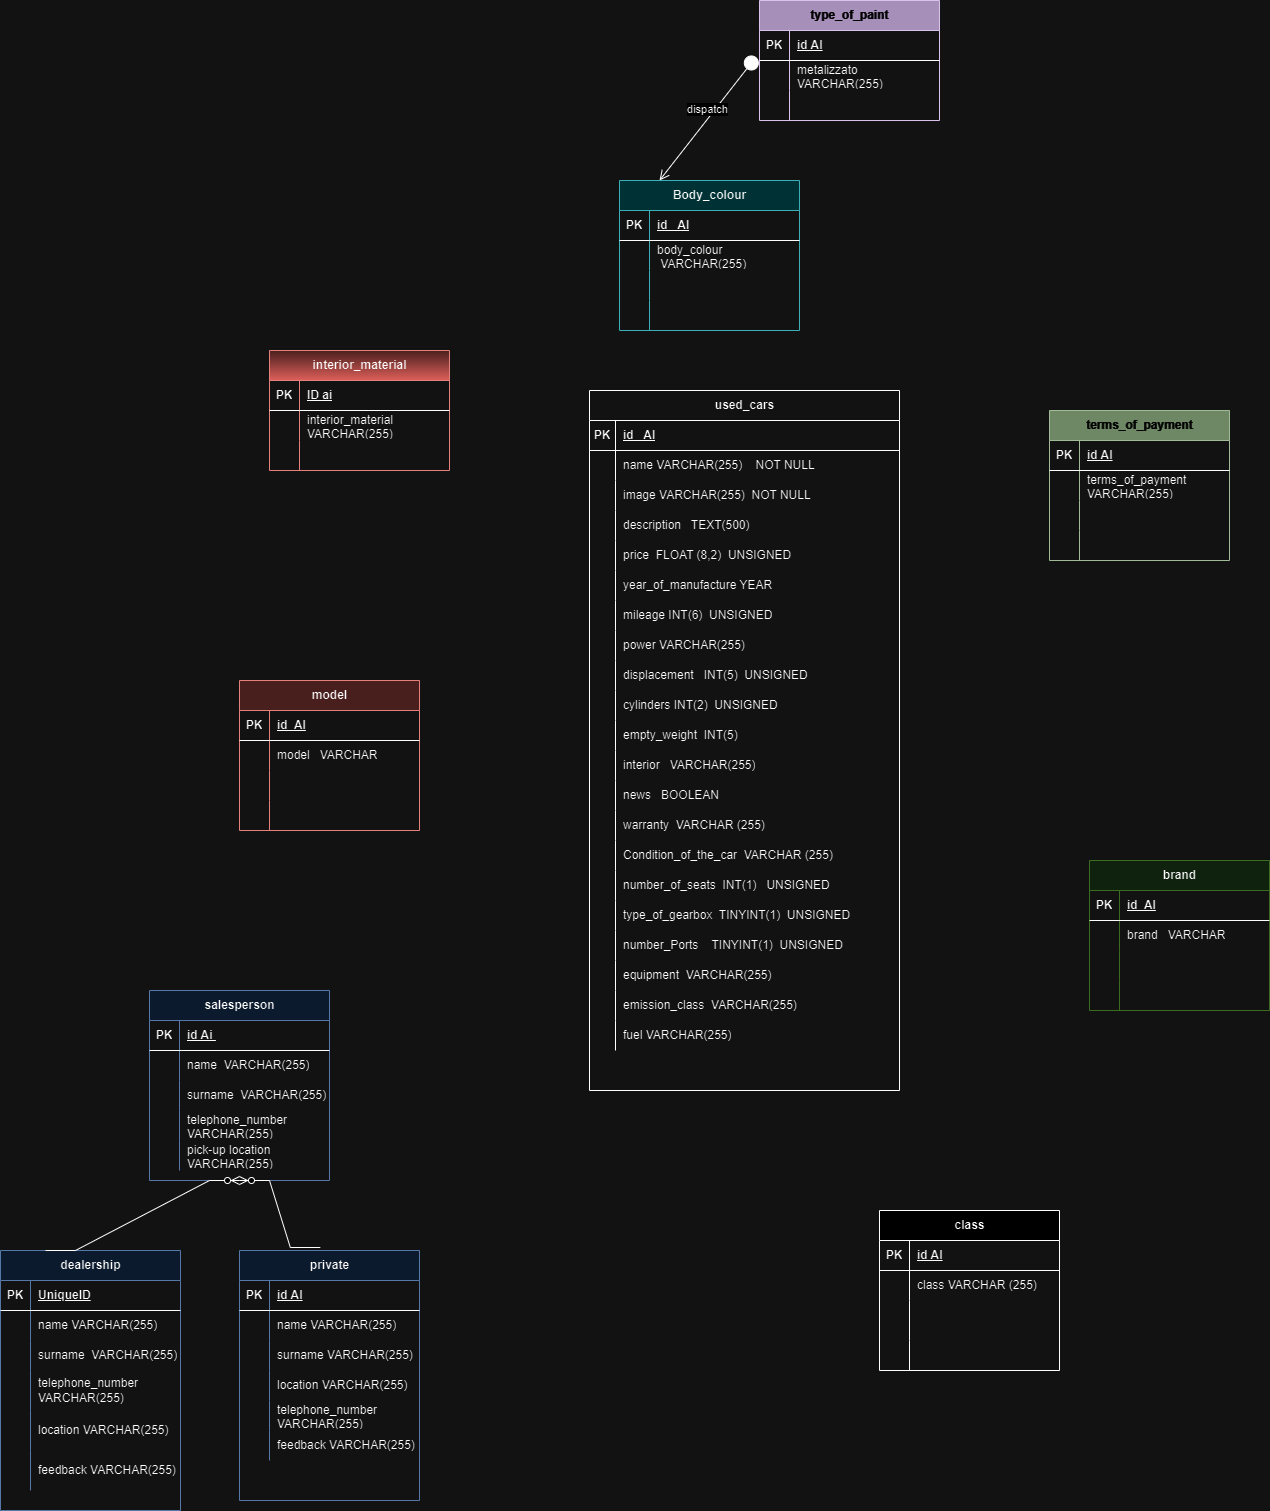 type_of_paint
PK id AI
metalizzato
VARCHAR(255)
dispatch
Body_colour
PK id _AI
body_colour
VARCHAR(255)
interior_material
PK ID ai
interior_material
VARCHAR(255)
used_cars
PK id _AI
name VARCHAR(255) NOT NULL
image VARCHAR(255) NOT NULL
description TEXT(500)
price FLOAT (8,2) UNSIGNED
year_of_manufacture YEAR
mileage INT(6) UNSIGNED
power VARCHAR(255)
displacement INT(5) UNSIGNED
cylinders INT(2) UNSIGNED
empty_weight INT(5)
interior VARCHAR(255)
news BOOLEAN
warranty VARCHAR (255)
Condition_of_the_car VARCHAR (255)
number_of_seats INT(1) UNSIGNED
type_of_gearbox TINYINT(1) UNSIGNED
number_Ports TINYINT(1) UNSIGNED
equipment VARCHAR(255)
emission_class VARCHAR(255)
fuel VARCHAR(255)
terms_of_payment
PK id AI
terms_of_payment
VARCHAR(255)
model
PK id_AI
model VARCHAR
brand
PK id_AI
brand VARCHAR
salesperson
PK id Ai
name VARCHAR(255)
surname VARCHAR(255)
telephone_number
VARCHAR(255)
pick-up location
VARCHAR(255)
class
PK id AI
class VARCHAR (255)
dealership
PK UniqueID
name VARCHAR(255)
surname VARCHAR(255)
telephone_number
VARCHAR(255)
location VARCHAR(255)
feedback VARCHAR(255)
private
PK id AI
name VARCHAR(255)
surname VARCHAR(255)
location VARCHAR(255)
telephone_number
VARCHAR(255)
feedback VARCHAR(255)